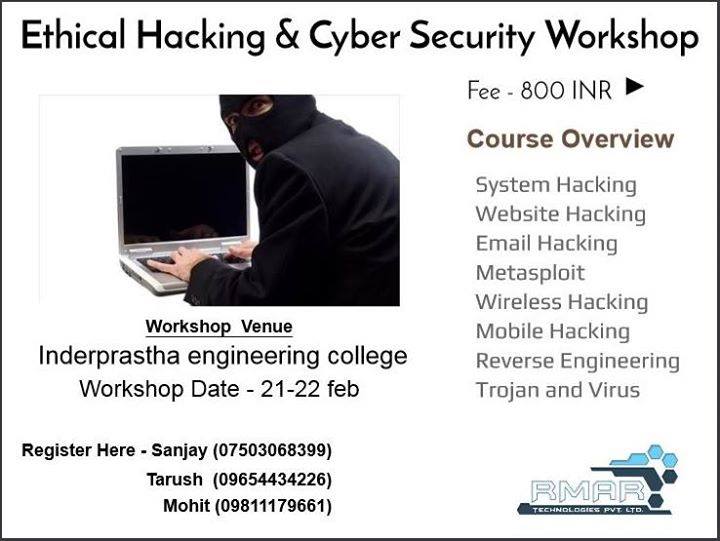 Ethical Hacking & Cyber Security Workshop
Fee - 800 INR ►
Course Overview
System Hacking
Website Hacking
Email Hacking
Metasploit
Wireless Hacking
Mobile Hacking
Reverse Engineering
Trojan and Virus
Workshop Venue
Inderprastha engineering college
Workshop Date - 21-22 feb
Register Here - Sanjay (07503068399)
Tarush (09654434226)
Mohit (09811179661)
RMAR
TECHNOLOGIES PVT. LTD.